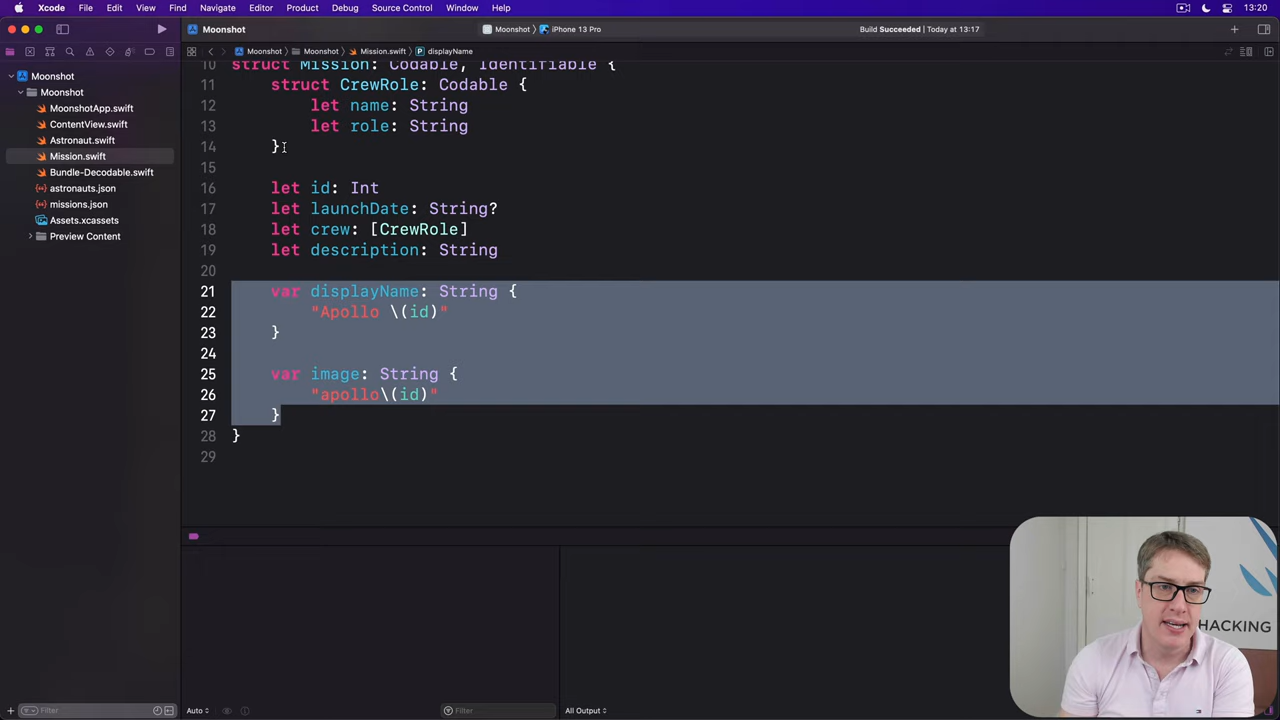 Xcode File Edit View Find Navigate Editor Product Debug Source Control Window Help 13:20
Moonshot Moonshot iPhone 13 Pro Build Succeeded | Today at 13:17
Moonshot Moonshot Mission.swift displayName
Moonshot
Moonshot
MoonshotApp.swift
ContentView.swift
Astronaut.swift
Mission.swift
Bundle-Decodable.swift
astronauts.json
missions.json
Assets.xcassets
Preview Content
10 struct Mission: Codable, Identifiable {
11 struct CrewRole: Codable {
12 let name: String
13 let role: String
14 }
15
16 let id: Int
17 let launchDate: String?
18 let crew: [CrewRole]
19 let description: String
20
21 var displayName: String {
22 "Apollo \(id)"
23 }
24
25 var image: String {
26 "apollo\(id)"
27 }
28 }
29
HACKING
Filter Auto Filter All Output